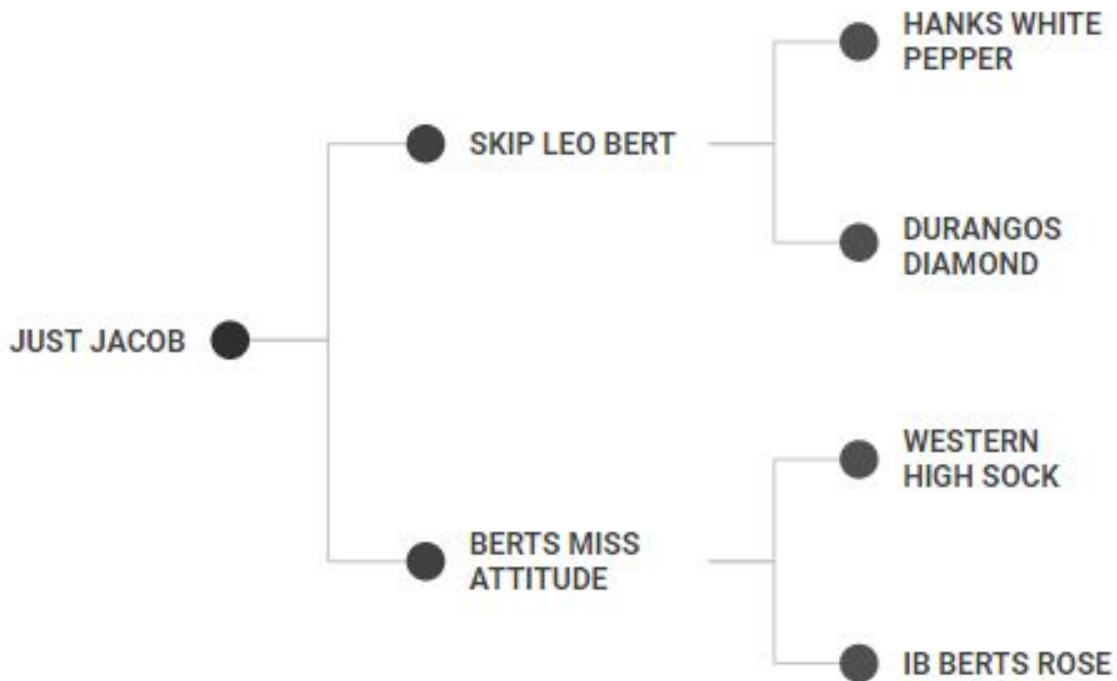 HANKS WHITE
PEPPER
SKIP LEO BERT
DURANGOS
DIAMOND
JUST JACOB
WESTERN
HIGH SOCK
BERTS MISS
ATTITUDE
IB BERTS ROSE